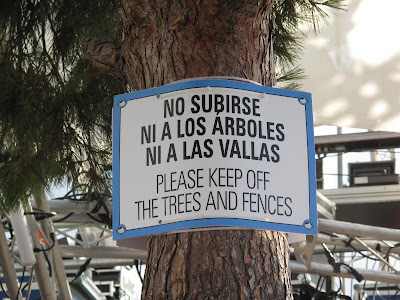 NO SUBIRSE
NI A LOS ÁRBOLES
NI A LAS VALLAS
PLEASE KEEP OFF
THE TREES AND FENCES